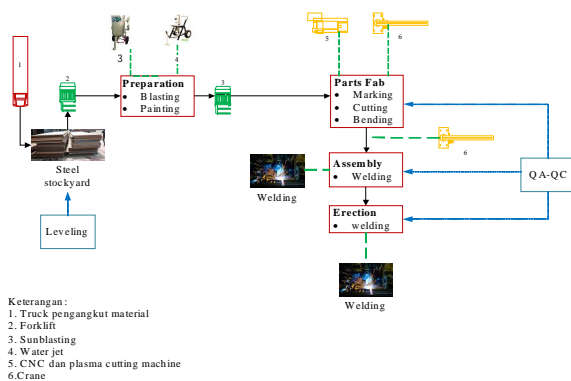 1
2
3
4
3
5
6
Preparation
• Blasting
• Painting
Parts Fab
• Marking
• Cutting
• Bending
6
Steel
stockyard
Assembly
• Welding
Welding
QA-QC
Leveling
Erection
• welding
Welding
Keterangan:
1. Truck pengangkut material
2. Forklift
3. Sunblasting
4. Water jet
5. CNC dan plasma cutting machine
6.Crane